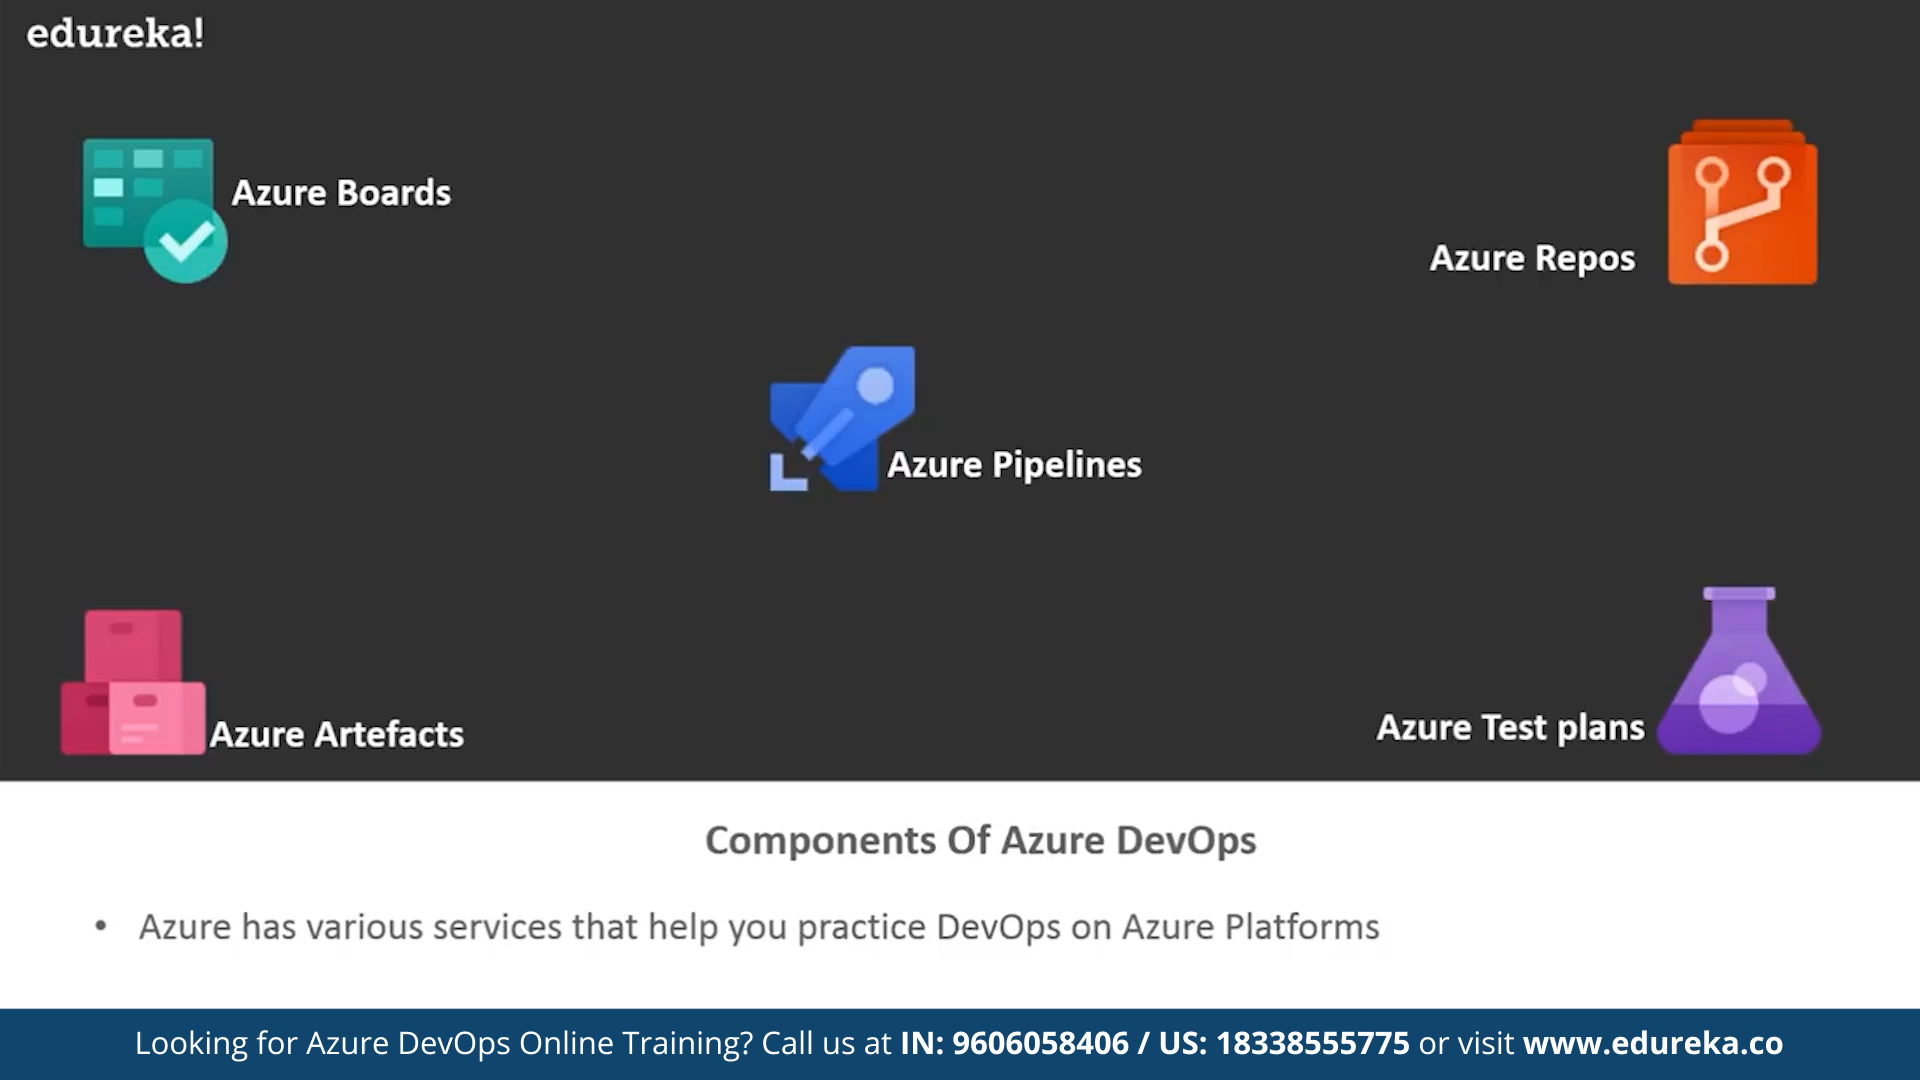 edureka!
Azure Boards
Azure Repos
Azure Pipelines
Azure Artefacts
Azure Test plans
Components Of Azure DevOps
• Azure has various services that help you practice DevOps on Azure Platforms
Looking for Azure DevOps Online Training? Call us at IN: 9606058406 / US: 18338555775 or visit www.edureka.co